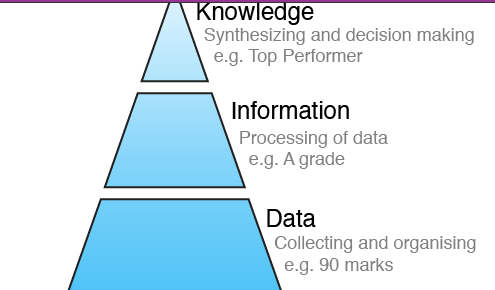 Knowledge
Synthesizing and decision making
e.g. Top Performer
Information
Processing of data
e.g. A grade
Data
Collecting and organising
e.g. 90 marks